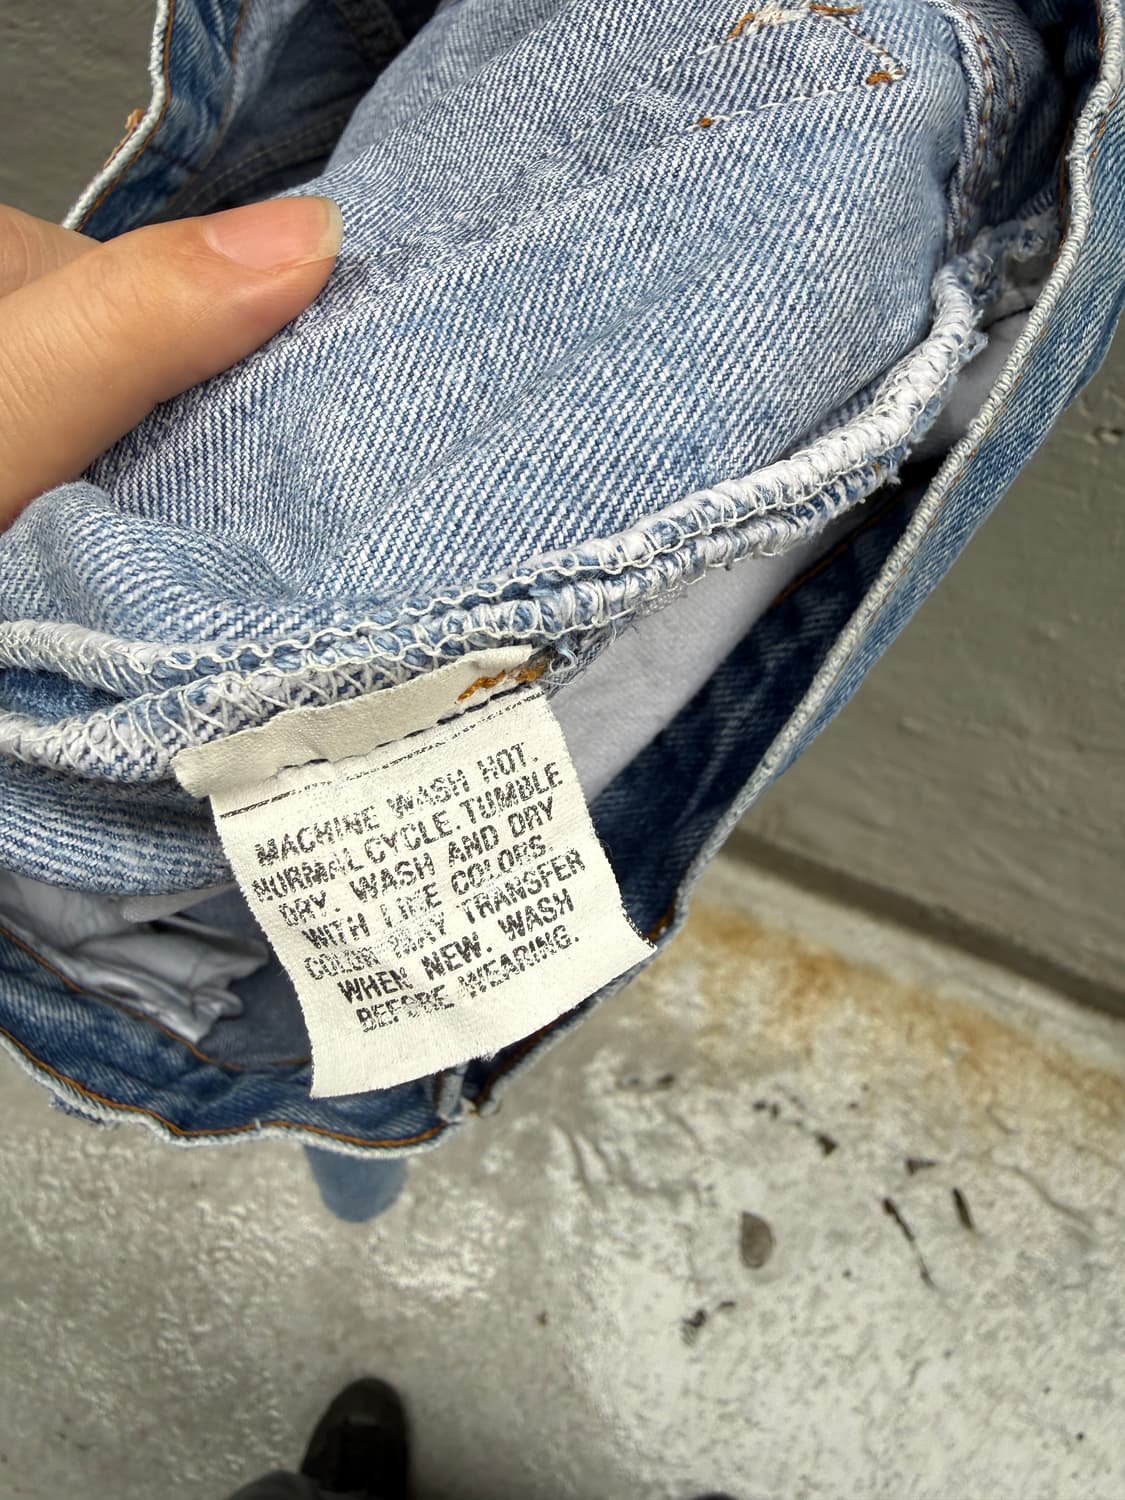 MACHINE WASH HOT,
NORMAL CYCLE. TUMBLE
DRY. WASH AND DRY
WITH LIKE COLORS
COLOR MAY TRANSFER
WHEN NEW. WASH
BEFORE WEARING.